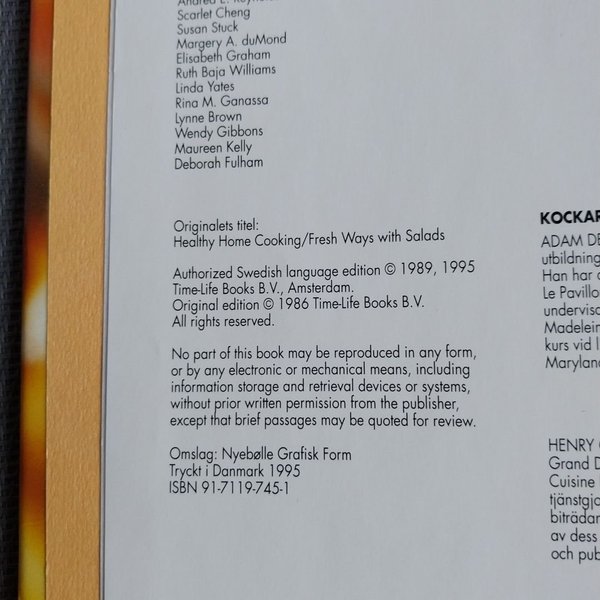 Scarlet Cheng
Susan Stuck
Margery A. duMond
Elisabeth Graham
Ruth Baja Williams
Linda Yates
Rina M. Ganassa
Lynne Brown
Wendy Gibbons
Maureen Kelly
Deborah Fulham
Originalets titel:
Healthy Home Cooking/Fresh Ways with Salads
Authorized Swedish language edition © 1989, 1995
Time-Life Books B.V., Amsterdam.
Original edition © 1986 Time-Life Books B.V.
All rights reserved.
No part of this book may be reproduced in any form,
or by any electronic or mechanical means, including
information storage and retrieval devices or systems,
without prior written permission from the publisher,
except that brief passages may be quoted for review.
Omslag: Nyebølle Grafisk Form
Tryckt i Danmark 1995
ISBN 91-7119-745-1
KOCKAR
ADAM DE
utbildning
Han har
Le Pavillo
undervis
Madelein
kurs vid
Maryland
HENRY
Grand D
Cuisine
tjänstgjo
biträdar
av dess
och pub